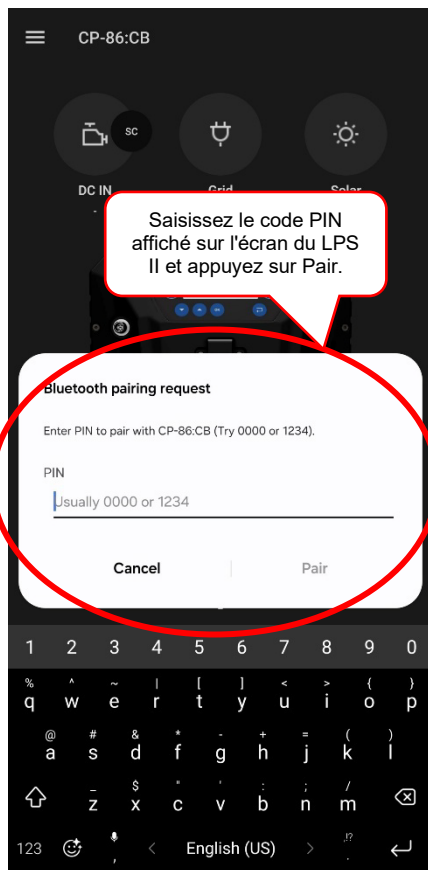 CP-86:CB
SC
DC IN
Grid
Solar
-
Saisissez le code PIN
affiché sur l'écran du LPS
II et appuyez sur Pair.
Bluetooth pairing request
Enter PIN to pair with CP-86:CB (Try 0000 or 1234).
PIN
Usually 0000 or 1234
Cancel
Pair
1 2 3 4 5 6 7 8 9 0
% ^ ~ | [ ] < > { }
q w e r t y u i o p
@ # & * - + = ( )
a s d f g h j k l
_ $ " ' : ; /
z x c v b n m
123 , < English (US) > .
,!?